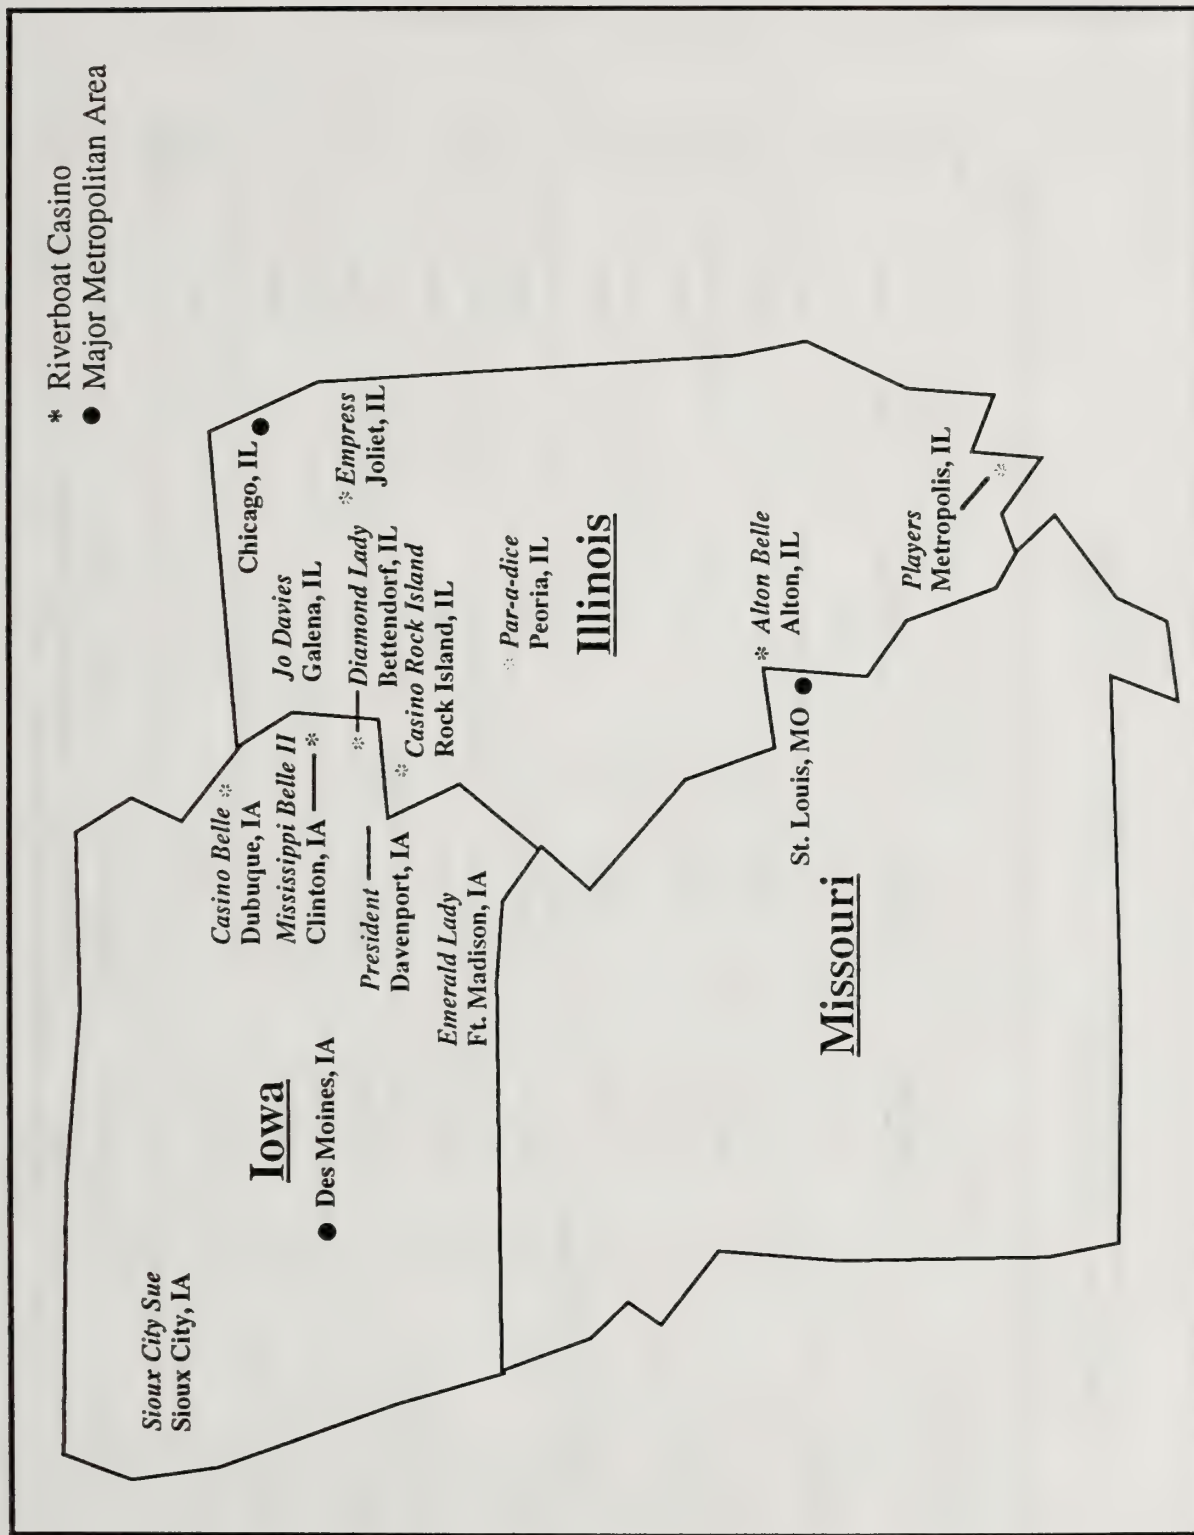 * Riverboat Casino
● Major Metropolitan Area
Sioux City Sue
Sioux City, IA
Iowa
● Des Moines, IA
Casino Belle *
Dubuque, IA
Mississippi Belle II
Clinton, IA *
President
Davenport, IA
Emerald Lady
Ft. Madison, IA
Chicago, IL ●
Jo Davies
Galena, IL
* Diamond Lady
Bettendorf, IL
* Casino Rock Island
Rock Island, IL
* Empress
Joliet, IL
* Par-a-dice
Peoria, IL
Illinois
* Alton Belle
Alton, IL
St. Louis, MO ●
Missouri
Players
Metropolis, IL *